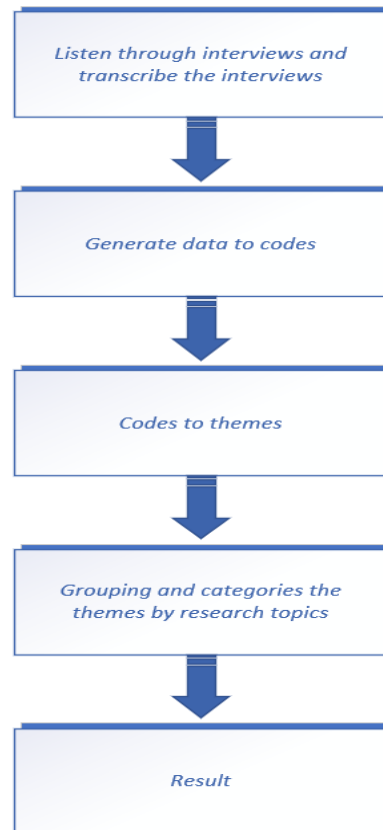 Listen through interviews and
transcribe the interviews
Generate data to codes
Codes to themes
Grouping and categories the
themes by research topics
Result